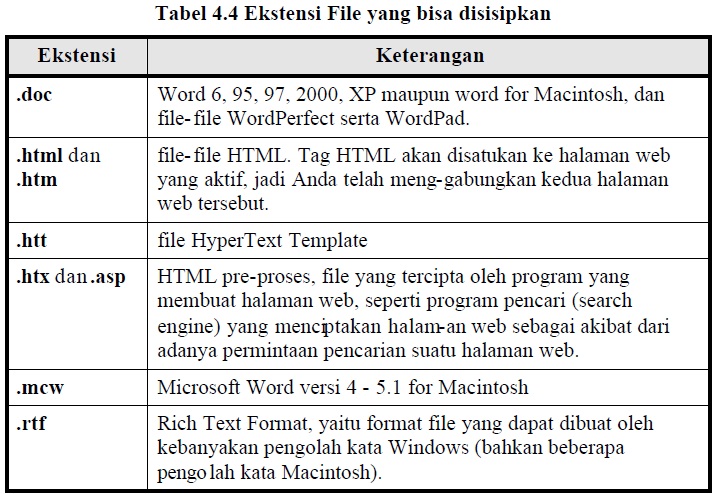 Tabel 4.4 Ekstensi File yang bisa disisipkan
Ekstensi Keterangan
.doc Word 6, 95, 97, 2000, XP maupun word for Macintosh, dan
file-file WordPerfect serta WordPad.
.html dan file-file HTML. Tag HTML akan disatukan ke halaman web
.htm yang aktif, jadi Anda telah meng-gabungkan kedua halaman
web tersebut.
.htt file HyperText Template
.htx dan .asp HTML pre-proses, file yang tercipta oleh program yang
membuat halaman web, seperti program pencari (search
engine) yang menciptakan halam-an web sebagai akibat dari
adanya permintaan pencarian suatu halaman web.
.mcw Microsoft Word versi 4 - 5.1 for Macintosh
.rtf Rich Text Format, yaitu format file yang dapat dibuat oleh
kebanyakan pengolah kata Windows (bahkan beberapa
pengolah kata Macintosh).